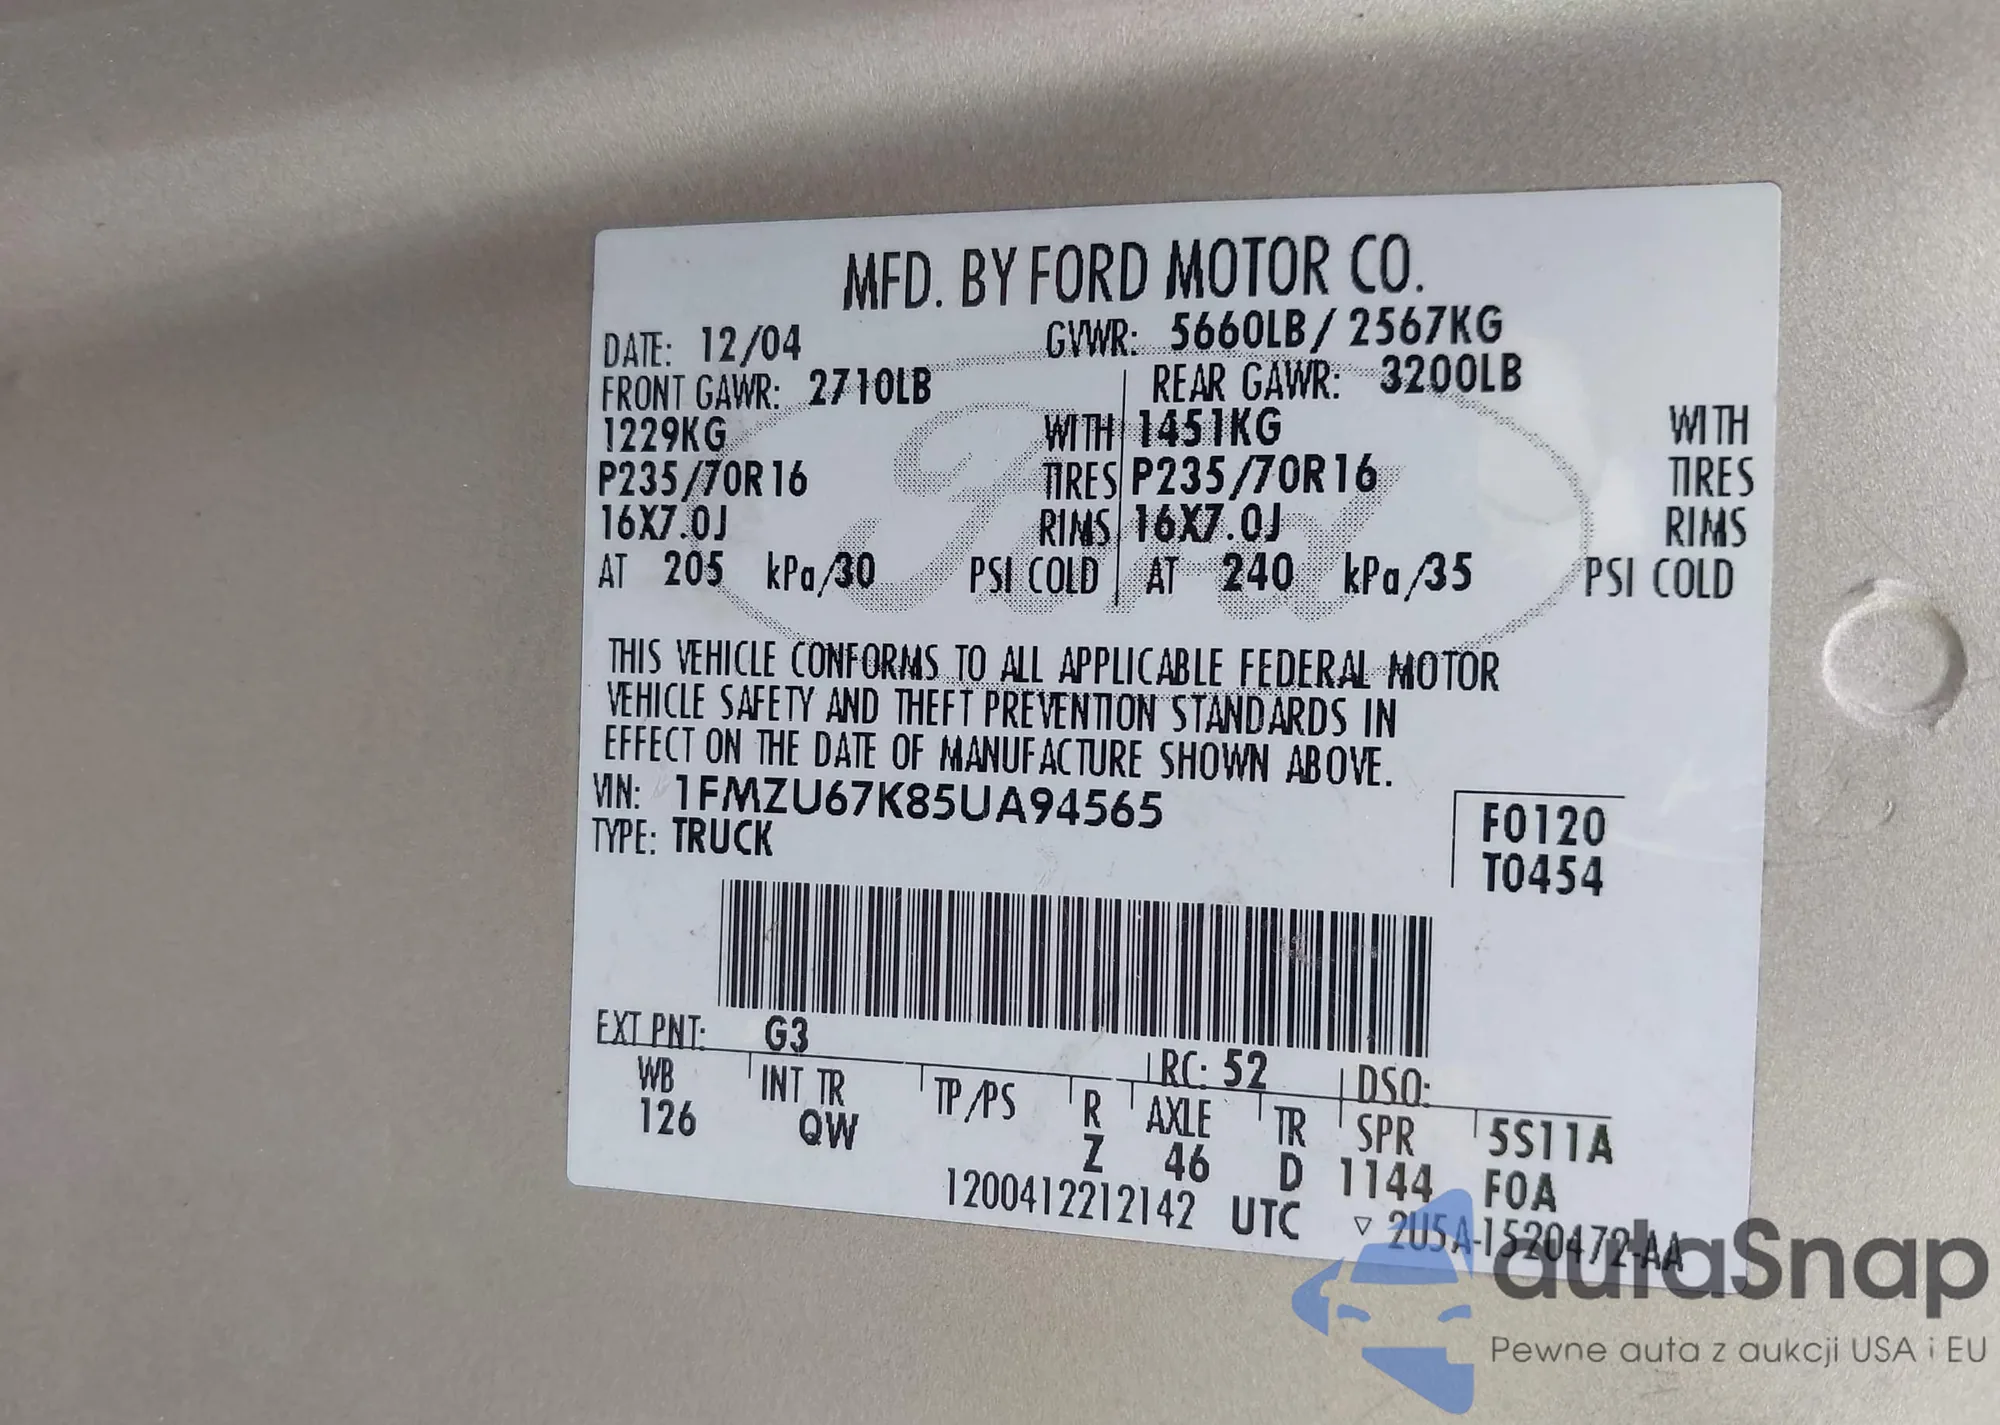 MFD. BY FORD MOTOR CO.
DATE: 12/04 GVWR: 5660LB/ 2567KG
FRONT GAWR: 2710LB REAR GAWR: 3200LB
1229KG WITH 1451KG WITH
P235/70R16 TIRES P235/70R16 TIRES
16X7.0J RIMS 16X7.0J RIMS
AT 205 kPa/30 PSI COLD AT 240 kPa/35 PSI COLD
Ford
THIS VEHICLE CONFORMS TO ALL APPLICABLE FEDERAL MOTOR
VEHICLE SAFETY AND THEFT PREVENTION STANDARDS IN
EFFECT ON THE DATE OF MANUFACTURE SHOWN ABOVE.
VIN: 1FMZU67K85UA94565
TYPE: TRUCK
F0120
T0454
EXT PNT: G3 RC: 52 DSO:
WB INT TR TP/PS R AXLE TR SPR 5S11A
126 QW Z 46 D 1144 F0A
1200412212142 UTC ▽ 2U5A-1520472-AA
autaSnap
Pewne auta z aukcji USA i EU